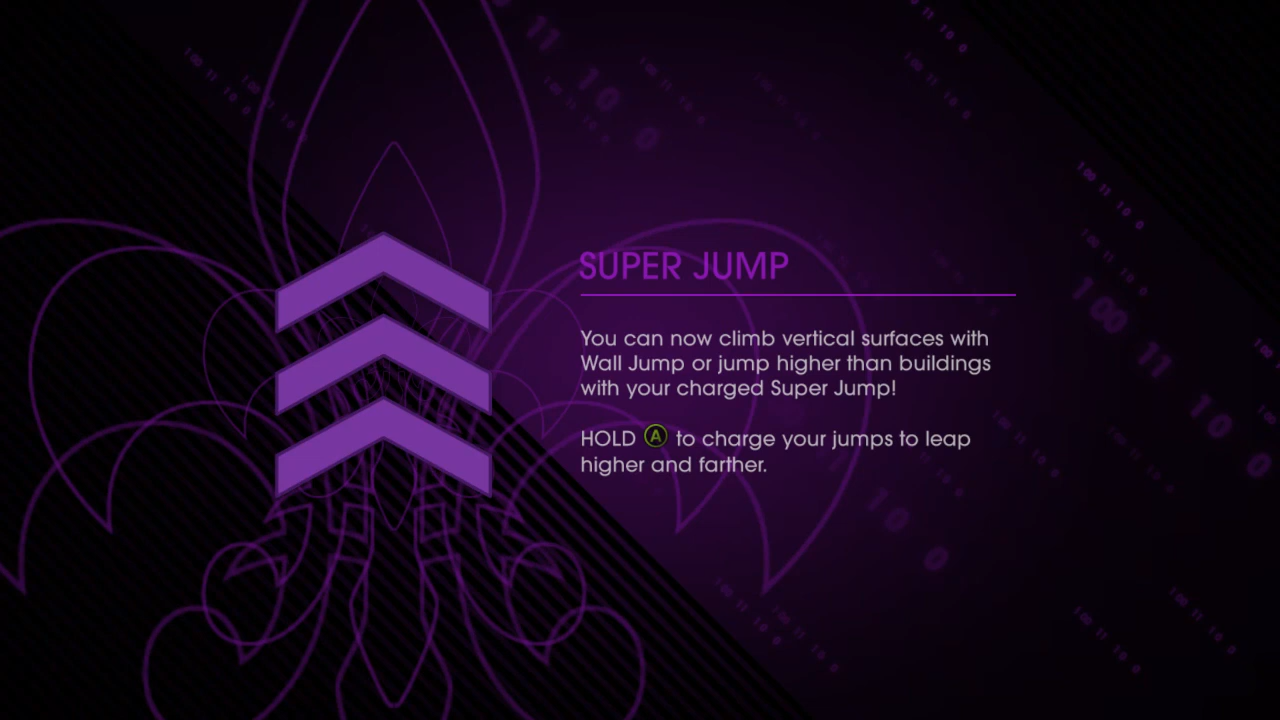 SUPER JUMP
You can now climb vertical surfaces with
Wall Jump or jump higher than buildings
with your charged Super Jump!
HOLD A to charge your jumps to leap
higher and farther.